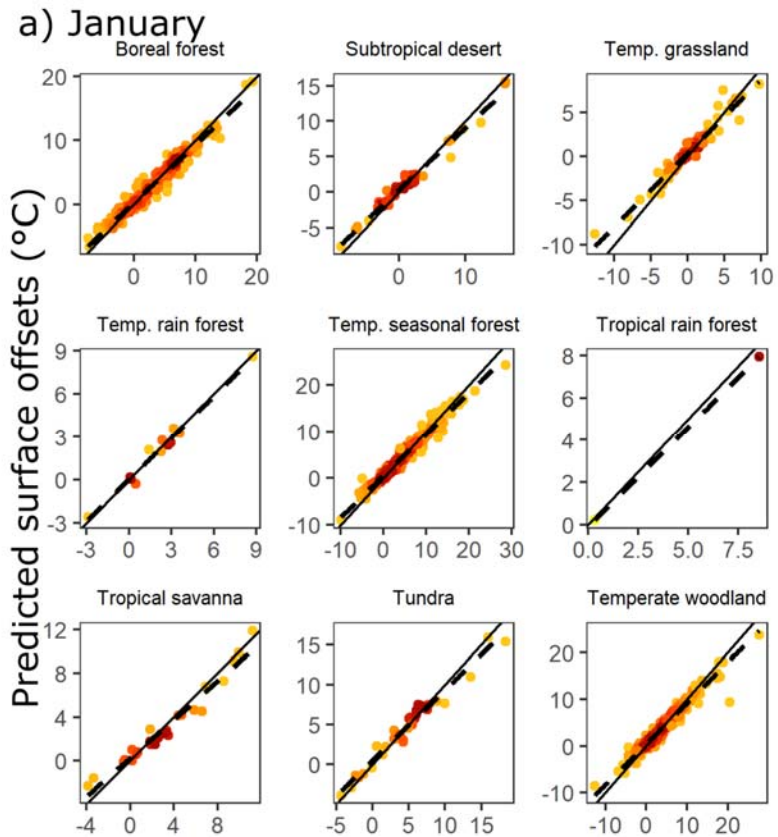 a) January
Predicted surface offsets (°C)
Boreal forest
20
10
0
0 10 20
Subtropical desert
15
10
5
0
-5
0 10
Temp. grassland
5
0
-5
-10
-10 -5 0 5 10
Temp. rain forest
9
6
3
0
-3
-3 0 3 6 9
Temp. seasonal forest
20
10
0
-10
-10 0 10 20 30
Tropical rain forest
8
6
4
2
0
0.0 2.5 5.0 7.5
Tropical savanna
12
8
4
0
-4 0 4 8
Tundra
15
10
5
0
-5 0 5 10 15
Temperate woodland
20
10
0
-10
-10 0 10 20